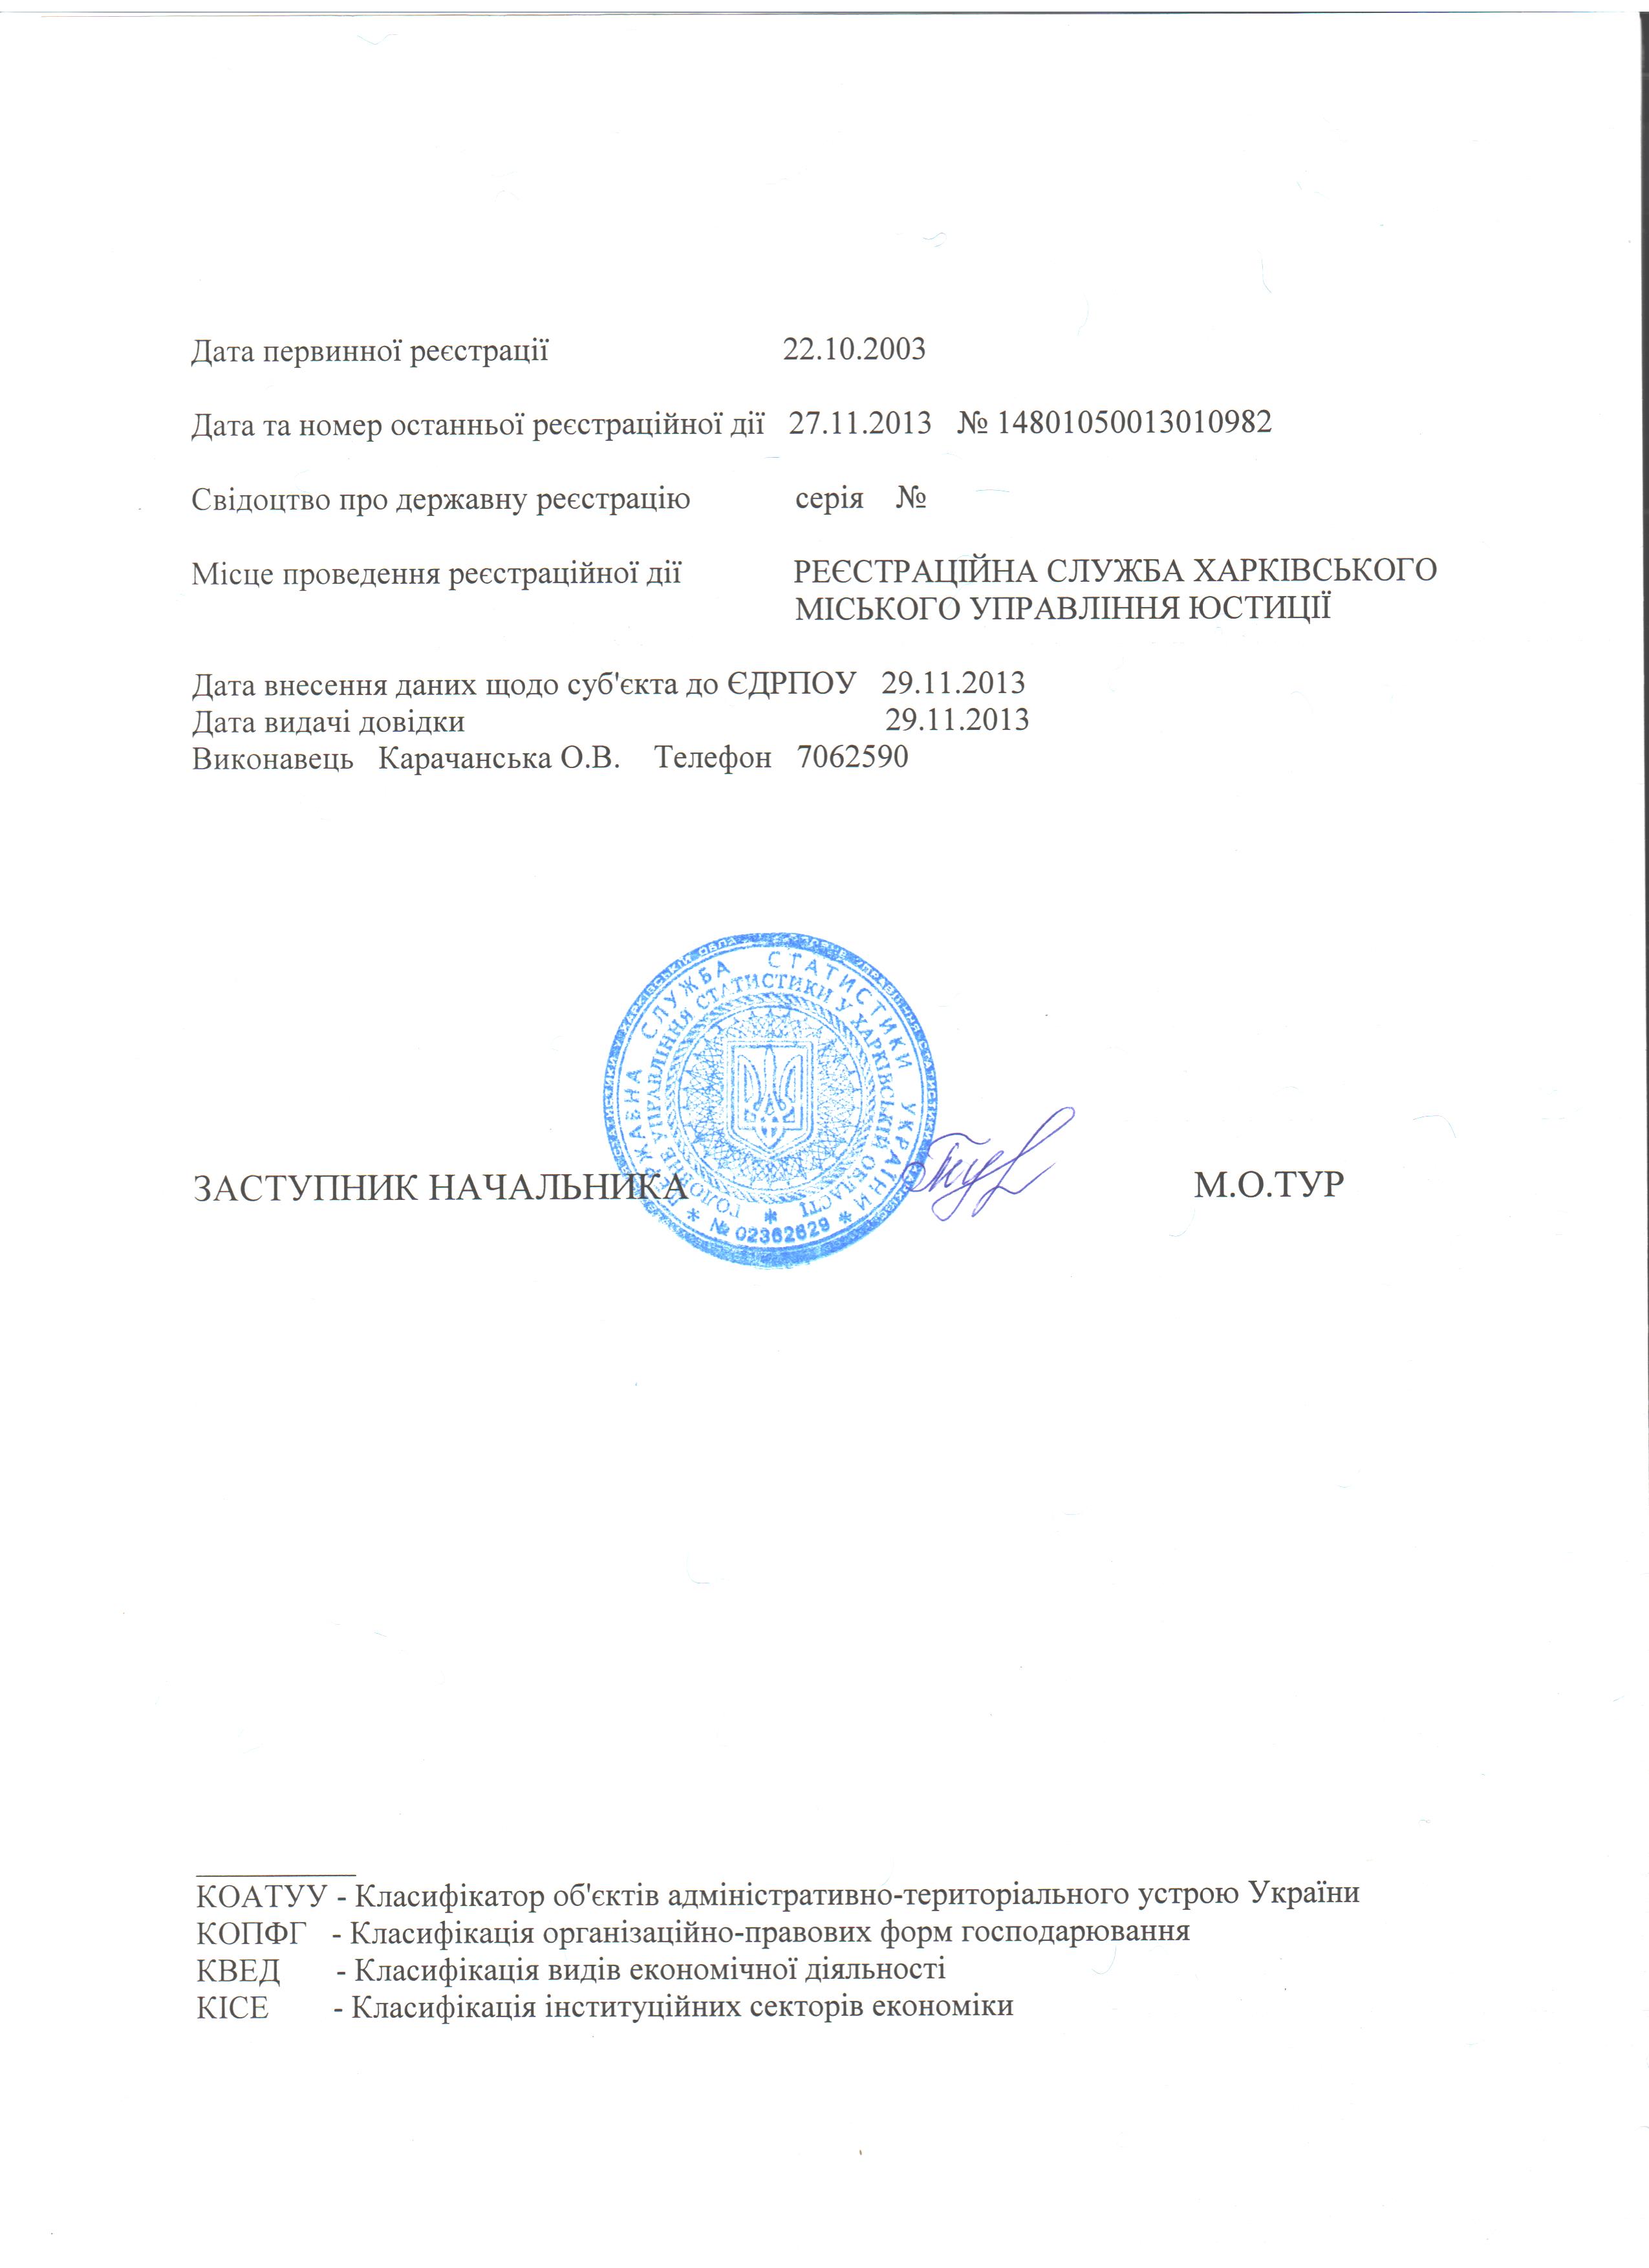 Дата первинної реєстрації 22.10.2003
Дата та номер останньої реєстраційної дії 27.11.2013 № 14801050013010982
Свідоцтво про державну реєстрацію серія №
Місце проведення реєстраційної дії РЕЄСТРАЦІЙНА СЛУЖБА ХАРКІВСЬКОГО
МІСЬКОГО УПРАВЛІННЯ ЮСТИЦІЇ
Дата внесення даних щодо суб'єкта до ЄДРПОУ 29.11.2013
Дата видачі довідки 29.11.2013
Виконавець Карачанська О.В. Телефон 7062590
ДЕРЖАВНА СЛУЖБА СТАТИСТИКИ УКРАЇНИ
ГОЛОВНЕ УПРАВЛІННЯ СТАТИСТИКИ У ХАРКІВСЬКІЙ ОБЛАСТІ
* № 02362629 *
ЗАСТУПНИК НАЧАЛЬНИКА М.О.ТУР
КОАТУУ - Класифікатор об'єктів адміністративно-територіального устрою України
КОПФГ - Класифікація організаційно-правових форм господарювання
КВЕД - Класифікація видів економічної діяльності
КІСЕ - Класифікація інституційних секторів економіки